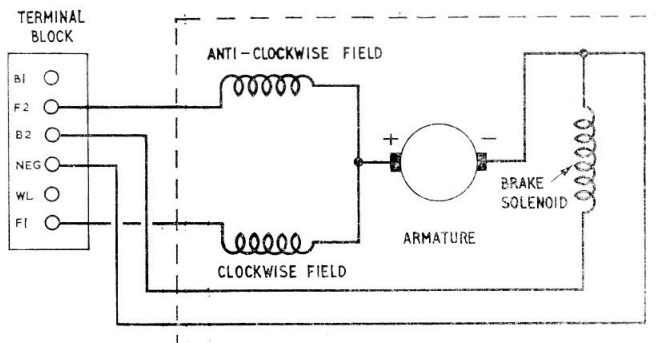 TERMINAL
BLOCK
B1
F2
B2
NEG
WL
F1
ANTI-CLOCKWISE FIELD
+
−
BRAKE
SOLENOID
ARMATURE
CLOCKWISE FIELD